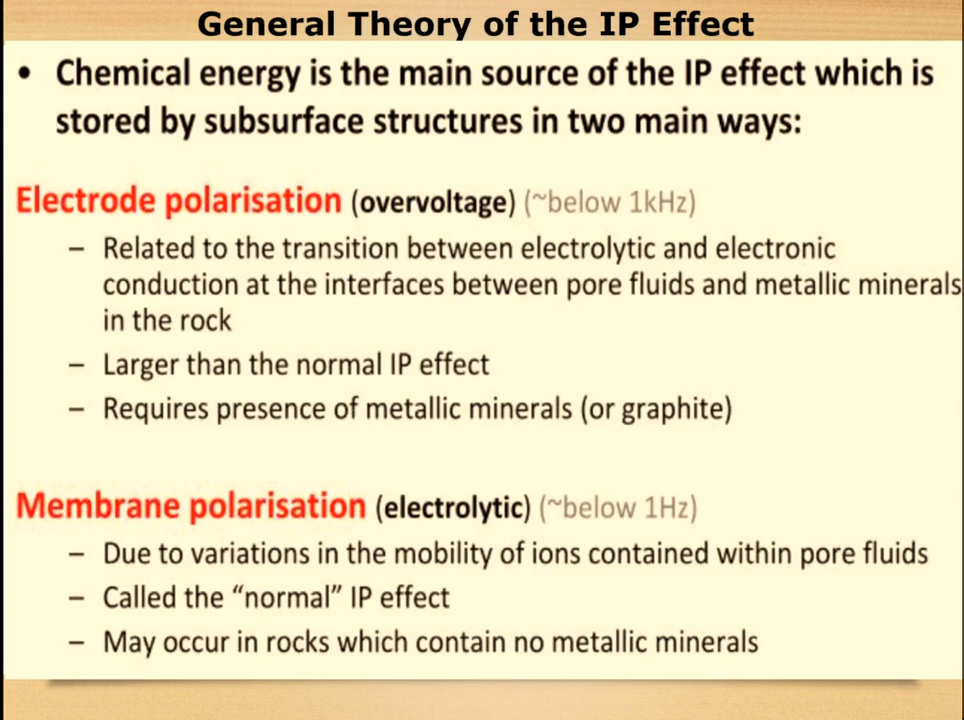 General Theory of the IP Effect
• Chemical energy is the main source of the IP effect which is
stored by subsurface structures in two main ways:
Electrode polarisation (overvoltage) (~below 1kHz)
– Related to the transition between electrolytic and electronic
conduction at the interfaces between pore fluids and metallic minerals
in the rock
– Larger than the normal IP effect
– Requires presence of metallic minerals (or graphite)
Membrane polarisation (electrolytic) (~below 1Hz)
– Due to variations in the mobility of ions contained within pore fluids
– Called the “normal” IP effect
– May occur in rocks which contain no metallic minerals